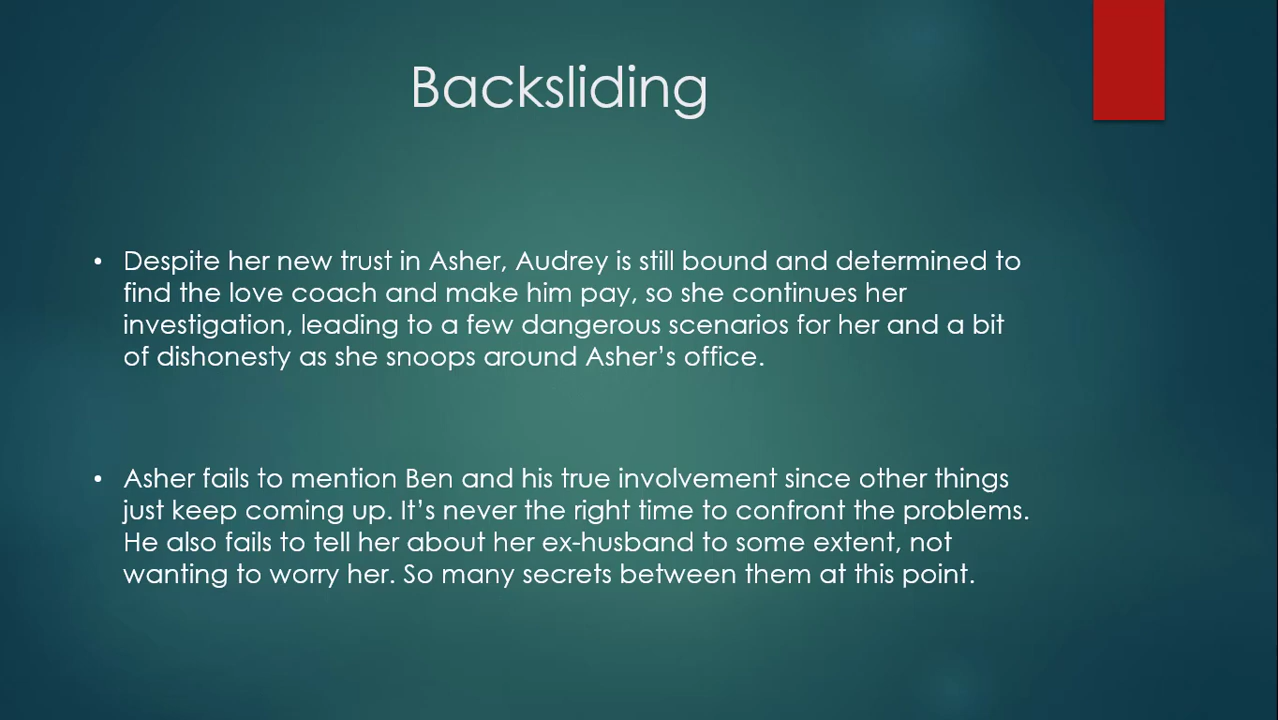 Backsliding
• Despite her new trust in Asher, Audrey is still bound and determined to
find the love coach and make him pay, so she continues her
investigation, leading to a few dangerous scenarios for her and a bit
of dishonesty as she snoops around Asher’s office.
• Asher fails to mention Ben and his true involvement since other things
just keep coming up. It’s never the right time to confront the problems.
He also fails to tell her about her ex-husband to some extent, not
wanting to worry her. So many secrets between them at this point.